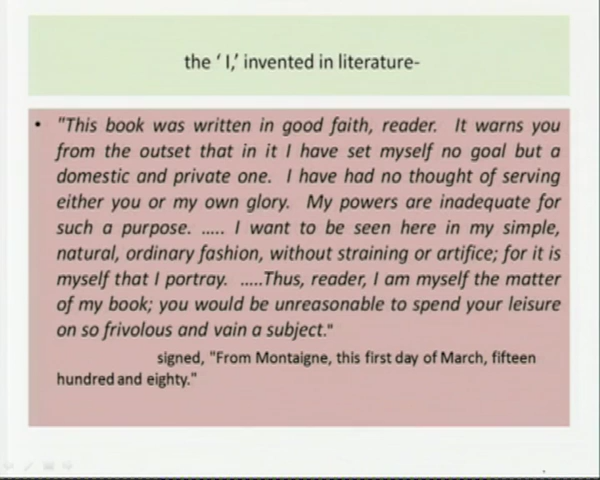 the ‘ I,’ invented in literature-
• "This book was written in good faith, reader. It warns you
from the outset that in it I have set myself no goal but a
domestic and private one. I have had no thought of serving
either you or my own glory. My powers are inadequate for
such a purpose. ..... I want to be seen here in my simple,
natural, ordinary fashion, without straining or artifice; for it is
myself that I portray. .....Thus, reader, I am myself the matter
of my book; you would be unreasonable to spend your leisure
on so frivolous and vain a subject."
signed, "From Montaigne, this first day of March, fifteen
hundred and eighty."